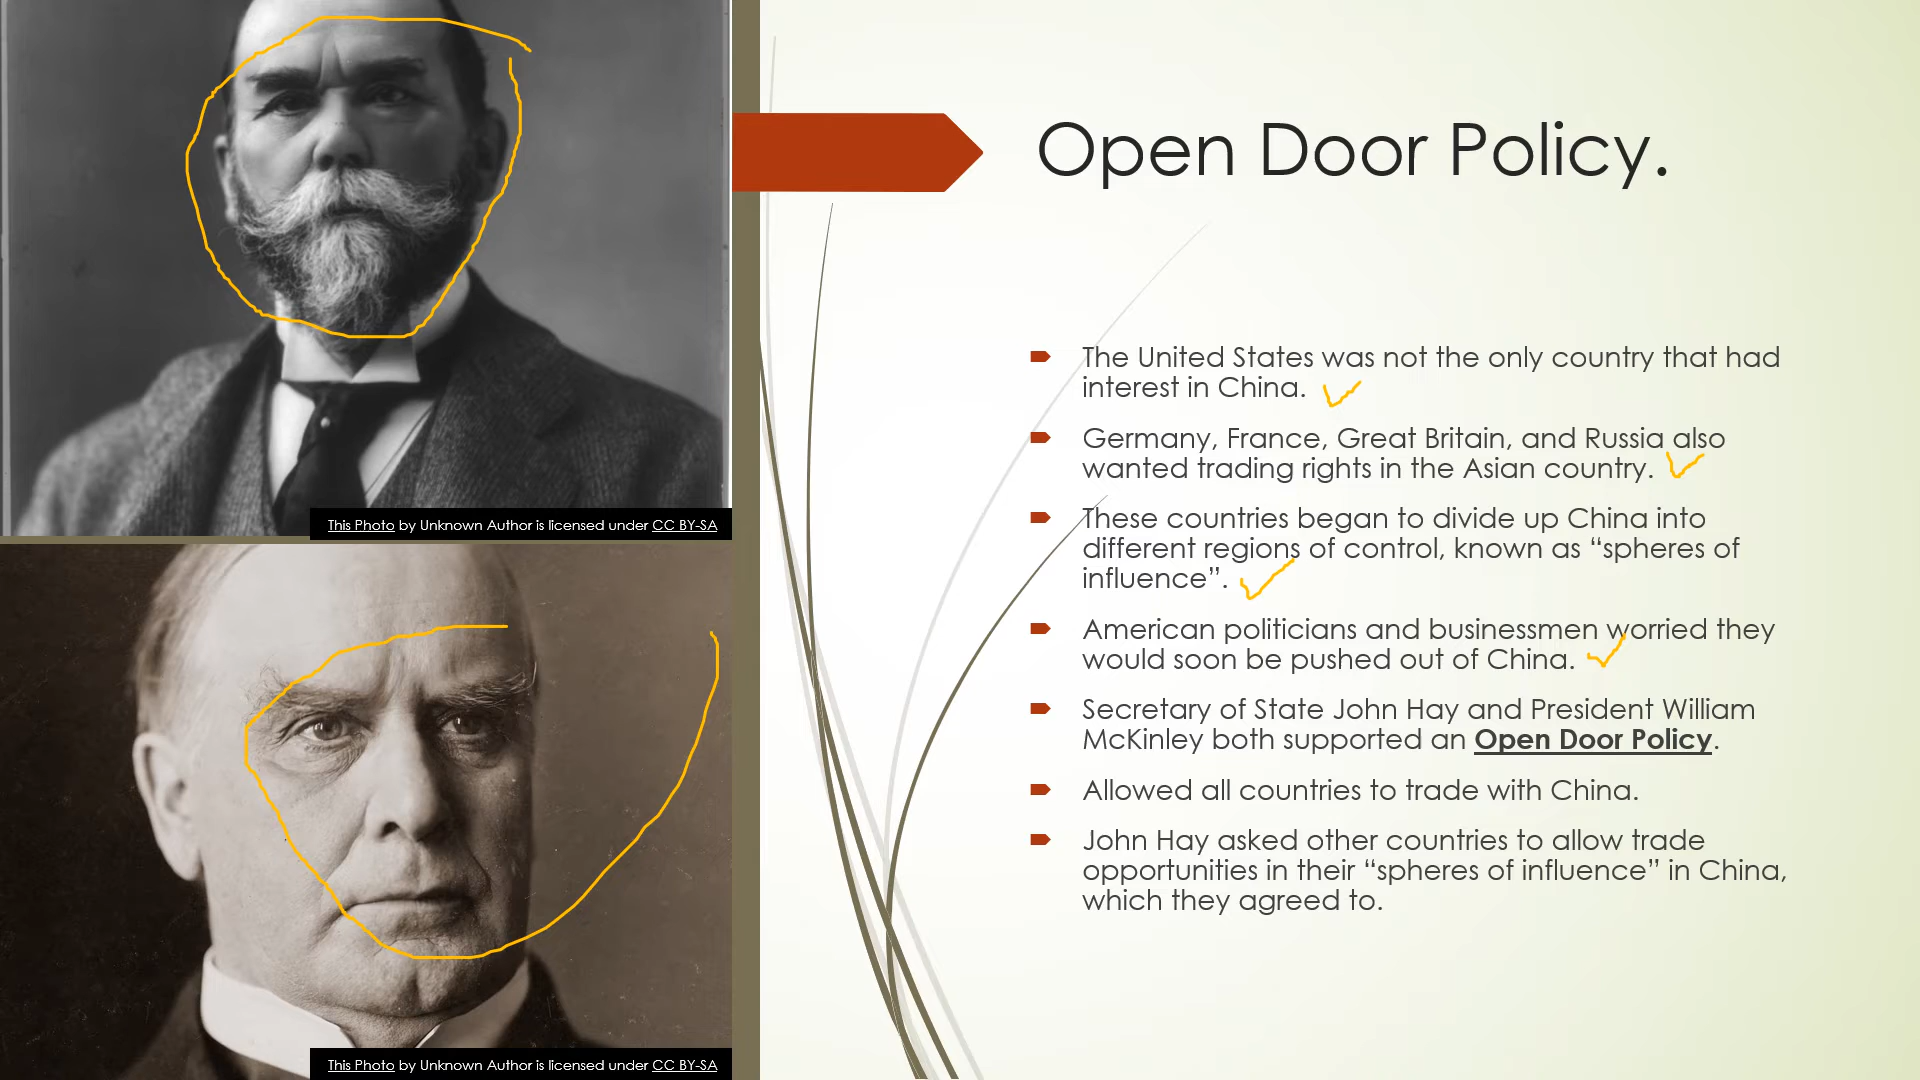 Open Door Policy.
The United States was not the only country that had
interest in China.
Germany, France, Great Britain, and Russia also
wanted trading rights in the Asian country.
These countries began to divide up China into
different regions of control, known as “spheres of
influence”.
American politicians and businessmen worried they
would soon be pushed out of China.
Secretary of State John Hay and President William
McKinley both supported an Open Door Policy.
Allowed all countries to trade with China.
John Hay asked other countries to allow trade
opportunities in their “spheres of influence” in China,
which they agreed to.
This Photo by Unknown Author is licensed under CC BY-SA
This Photo by Unknown Author is licensed under CC BY-SA